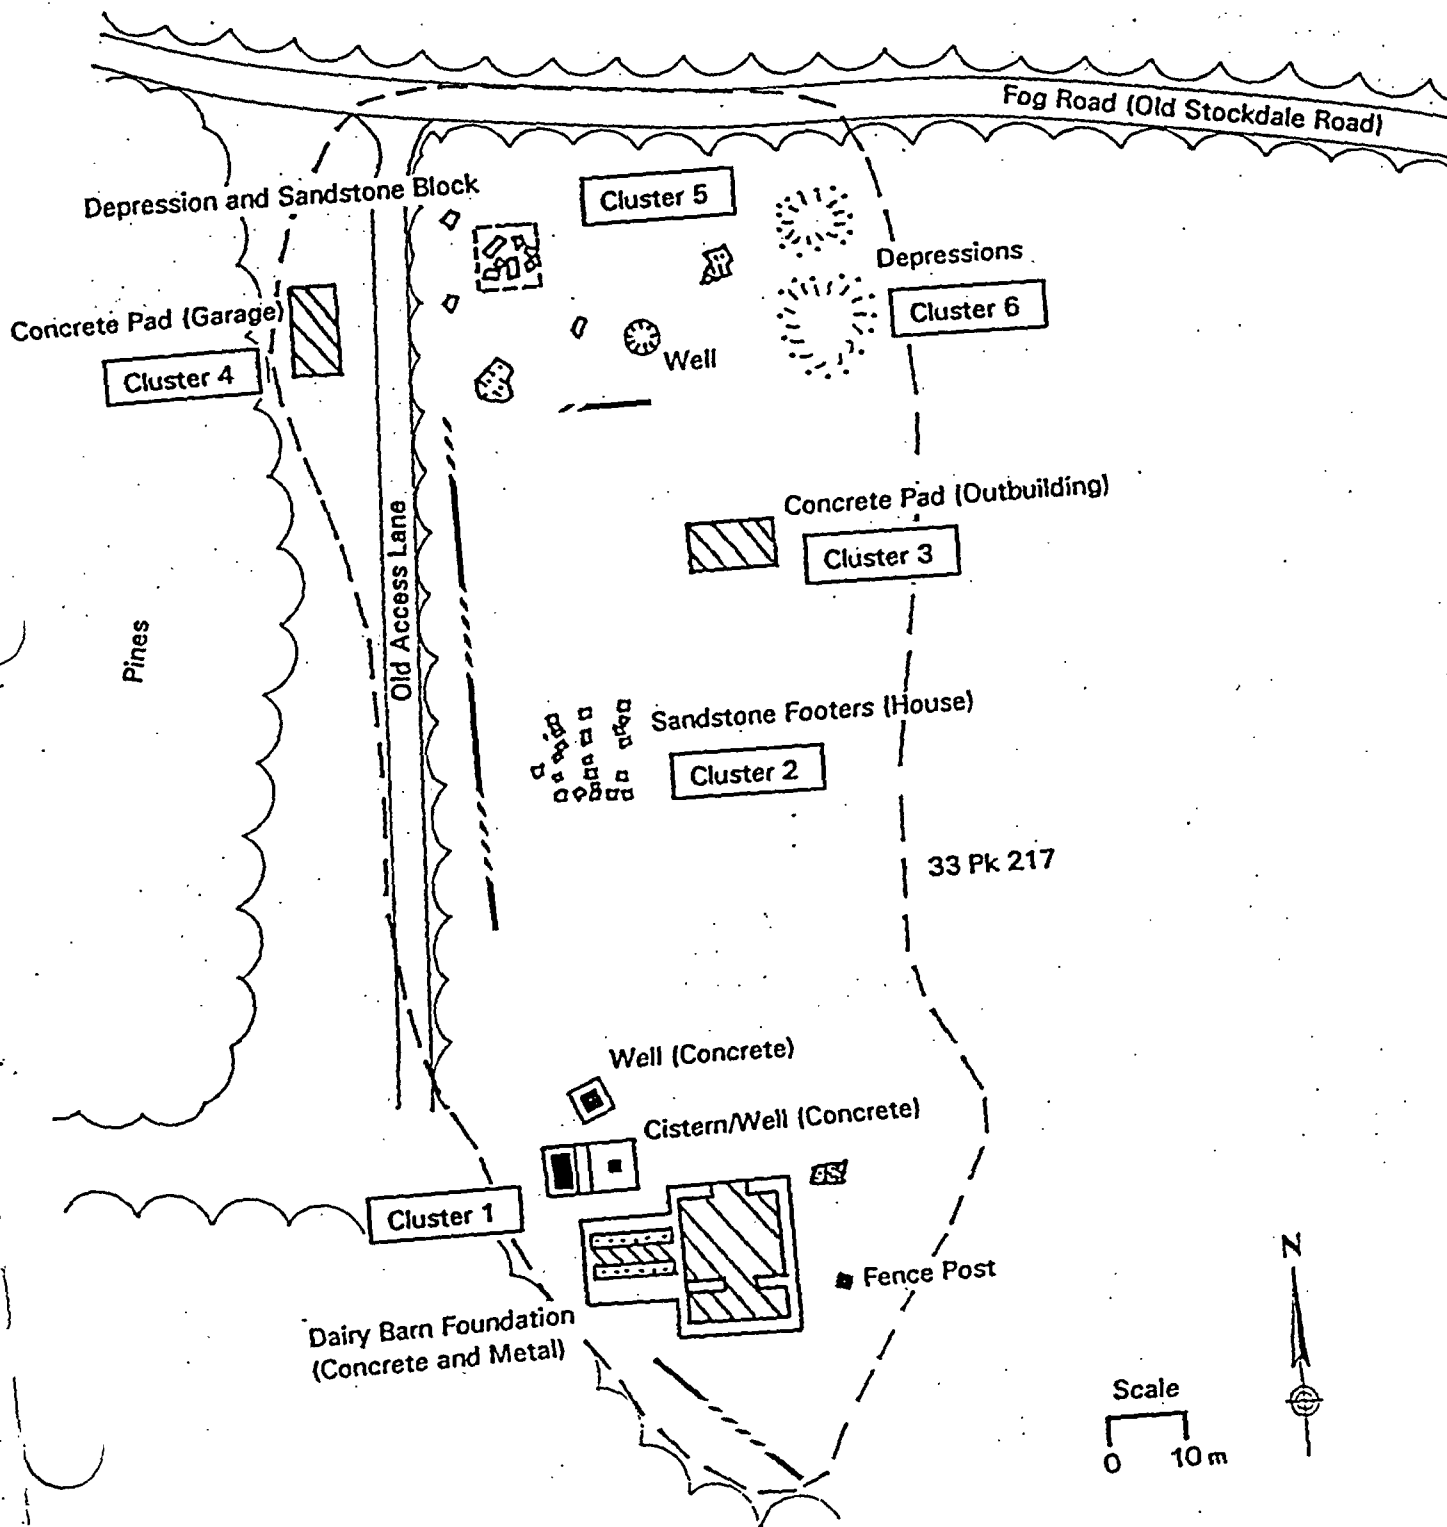 Fog Road (Old Stockdale Road)
Depression and Sandstone Block
Cluster 5
Depressions
Cluster 6
Concrete Pad (Garage)
Cluster 4
Well
Concrete Pad (Outbuilding)
Cluster 3
Old Access Lane
Pines
Sandstone Footers (House)
Cluster 2
33 Pk 217
Well (Concrete)
Cistern/Well (Concrete)
Cluster 1
Fence Post
Dairy Barn Foundation
(Concrete and Metal)
N
Scale
0 10 m